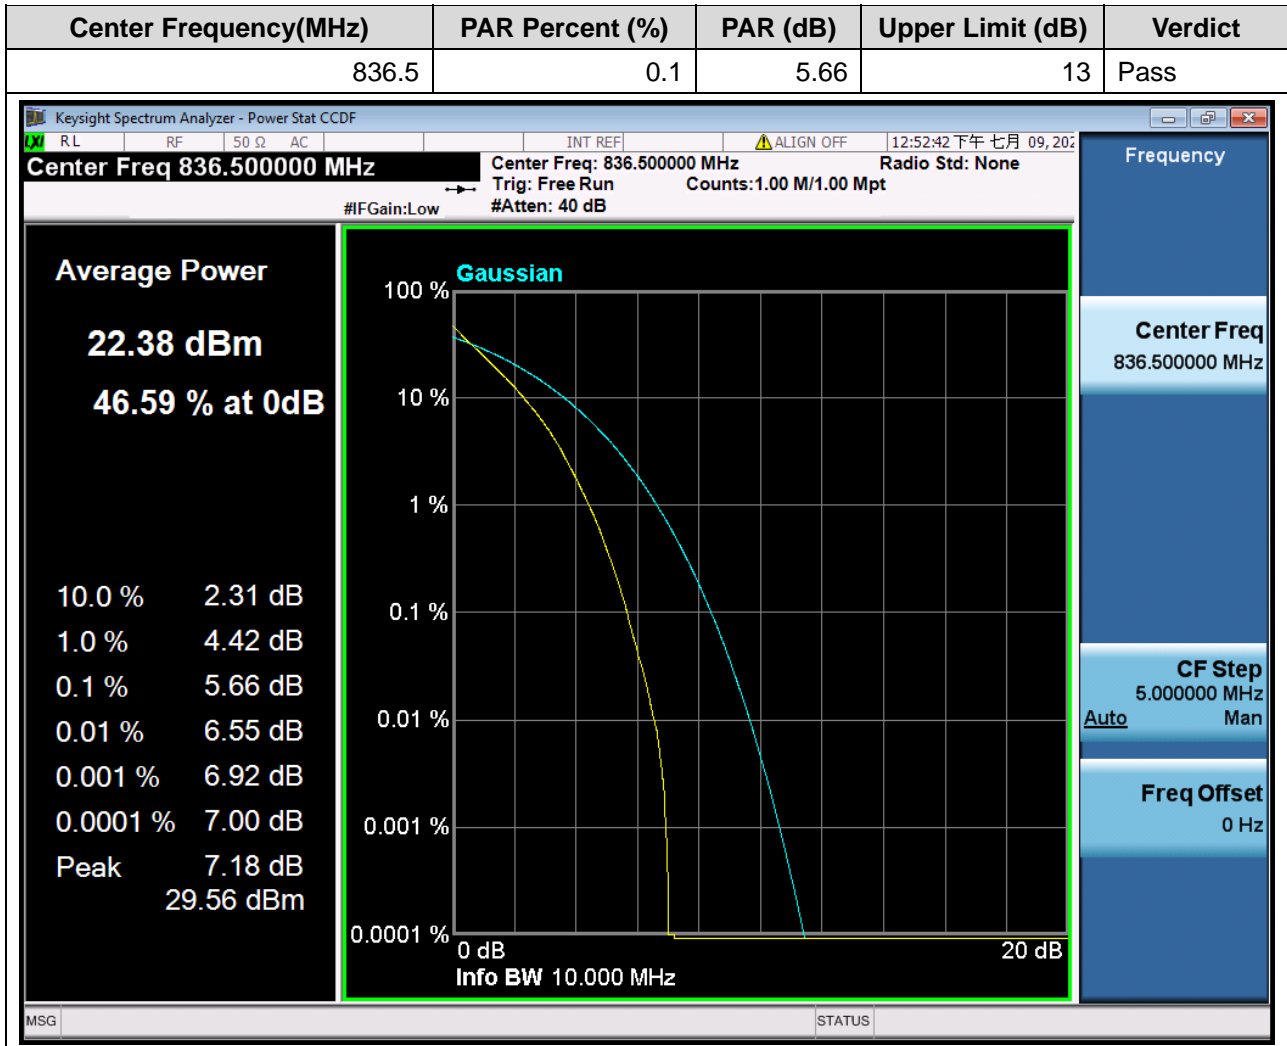 Center Frequency(MHz) PAR Percent (%) PAR (dB) Upper Limit (dB) Verdict
836.5 0.1 5.66 13 Pass
Keysight Spectrum Analyzer - Power Stat CCDF
LXI RL RF 50 Ω AC INT REF ALIGN OFF 12:52:42 下午 七月 09, 202
Center Freq 836.500000 MHz
Center Freq: 836.500000 MHz Radio Std: None
Trig: Free Run Counts:1.00 M/1.00 Mpt
#IFGain:Low #Atten: 40 dB
Average Power
22.38 dBm
46.59 % at 0dB
10.0 % 2.31 dB
1.0 % 4.42 dB
0.1 % 5.66 dB
0.01 % 6.55 dB
0.001 % 6.92 dB
0.0001 % 7.00 dB
Peak 7.18 dB
29.56 dBm
Gaussian
100 %
10 %
1 %
0.1 %
0.01 %
0.001 %
0.0001 %
0 dB 20 dB
Info BW 10.000 MHz
Frequency
Center Freq
836.500000 MHz
CF Step
5.000000 MHz
Auto Man
Freq Offset
0 Hz
MSG STATUS